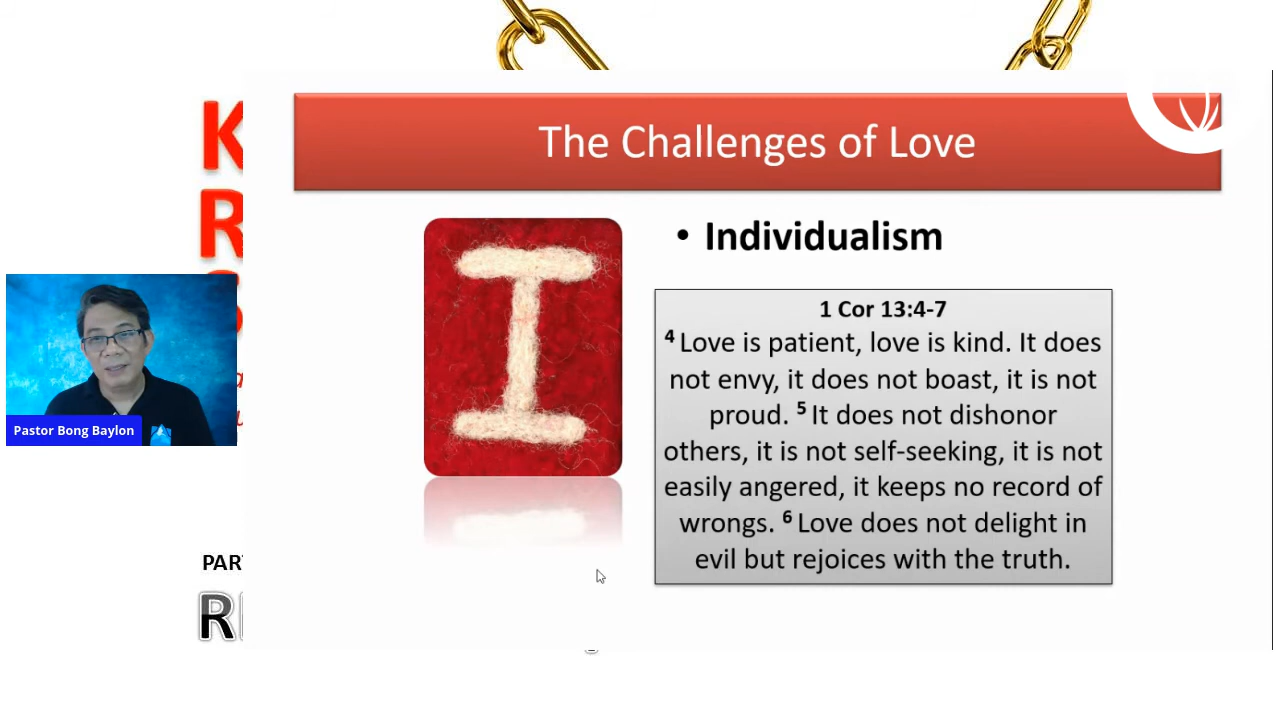 The Challenges of Love
• Individualism
I
1 Cor 13:4-7
⁴ Love is patient, love is kind. It does
not envy, it does not boast, it is not
proud. ⁵ It does not dishonor
others, it is not self-seeking, it is not
easily angered, it keeps no record of
wrongs. ⁶ Love does not delight in
evil but rejoices with the truth.
Pastor Bong Baylon
K
R
PAR
R